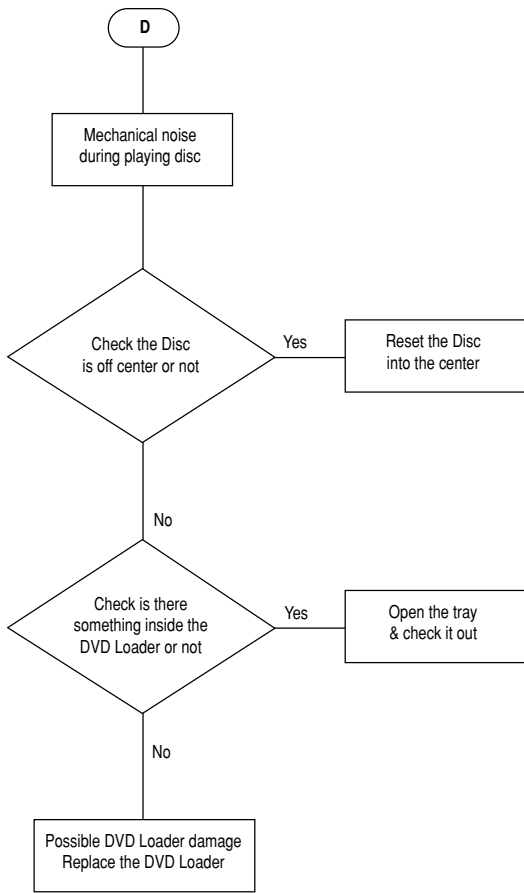 D
Mechanical noise
during playing disc
Check the Disc
is off center or not
Yes
Reset the Disc
into the center
No
Check is there
something inside the
DVD Loader or not
Yes
Open the tray
& check it out
No
Possible DVD Loader damage
Replace the DVD Loader